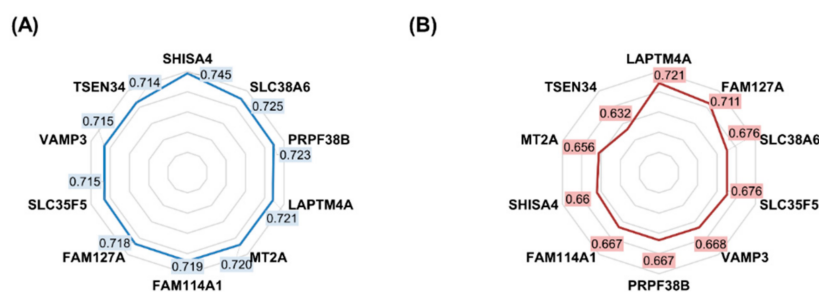 (A)
SHISA4
0.745
SLC38A6
0.725
PRPF38B
0.723
LAPTM4A
0.721
MT2A
0.720
FAM114A1
0.719
FAM127A
0.718
SLC35F5
0.715
VAMP3
0.715
TSEN34
0.714
(B)
LAPTM4A
0.721
FAM127A
0.711
SLC38A6
0.676
SLC35F5
0.676
VAMP3
0.668
PRPF38B
0.667
FAM114A1
0.667
SHISA4
0.66
MT2A
0.656
TSEN34
0.632